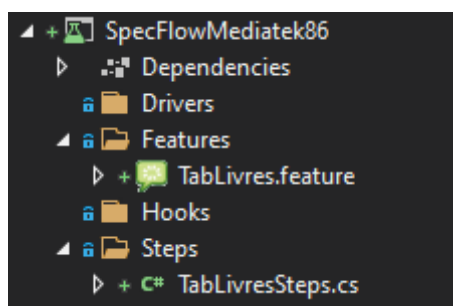 SpecFlowMediatek86
Dependencies
Drivers
Features
TabLivres.feature
Hooks
Steps
C# TabLivresSteps.cs